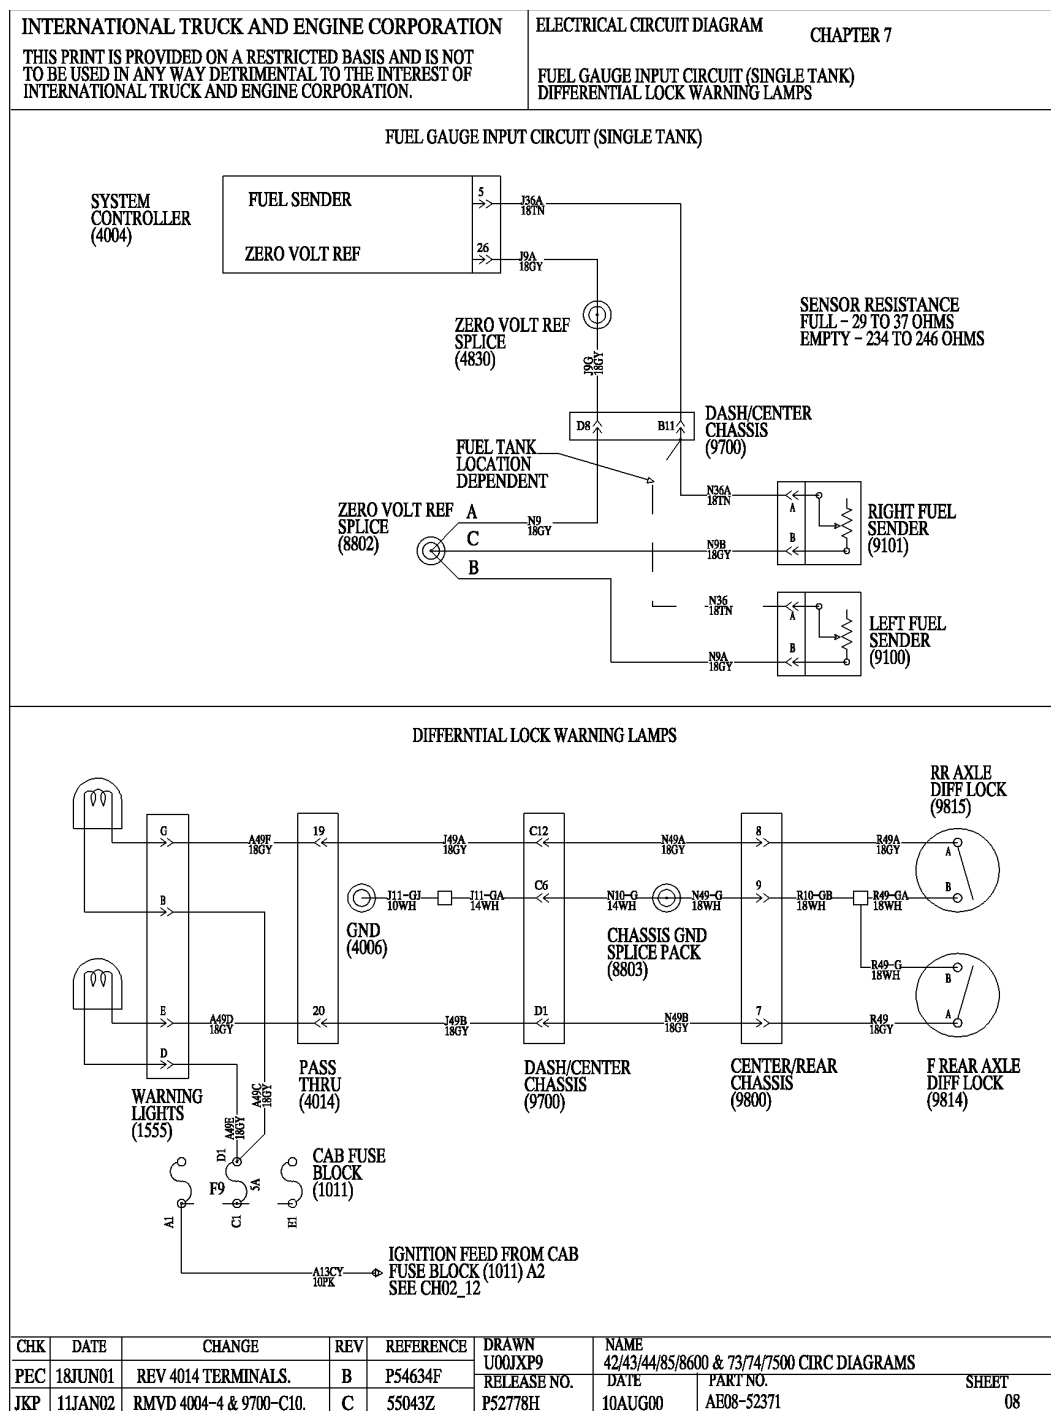 INTERNATIONAL TRUCK AND ENGINE CORPORATION
THIS PRINT IS PROVIDED ON A RESTRICTED BASIS AND IS NOT
TO BE USED IN ANY WAY DETRIMENTAL TO THE INTEREST OF
INTERNATIONAL TRUCK AND ENGINE CORPORATION.
ELECTRICAL CIRCUIT DIAGRAM
CHAPTER 7
FUEL GAUGE INPUT CIRCUIT (SINGLE TANK)
DIFFERENTIAL LOCK WARNING LAMPS
FUEL GAUGE INPUT CIRCUIT (SINGLE TANK)
SYSTEM
CONTROLLER
(4004)
FUEL SENDER
5
J36A
18TN
ZERO VOLT REF
26
J9A
18GY
ZERO VOLT REF
SPLICE
(4830)
J9G
18GY
SENSOR RESISTANCE
FULL - 29 TO 37 OHMS
EMPTY - 234 TO 246 OHMS
D8
B11
DASH/CENTER
CHASSIS
(9700)
FUEL TANK
LOCATION
DEPENDENT
ZERO VOLT REF
SPLICE
(8802)
A
C
B
N9
18GY
N36A
18TN
A
N9B
18GY
B
RIGHT FUEL
SENDER
(9101)
N36
18TN
A
N9A
18GY
B
LEFT FUEL
SENDER
(9100)
DIFFERNTIAL LOCK WARNING LAMPS
RR AXLE
DIFF LOCK
(9815)
G
A49F
18GY
19
J49A
18GY
C12
N49A
18GY
8
R49A
18GY
A
B
J11-GJ
10WH
J11-GA
14WH
C6
N10-G
14WH
N49-G
18WH
9
R10-GB
18WH
R49-GA
18WH
B
GND
(4006)
CHASSIS GND
SPLICE PACK
(8803)
R49-G
18WH
B
E
A49D
18GY
20
J49B
18GY
D1
N49B
18GY
7
R49
18GY
A
D
WARNING
LIGHTS
(1555)
A49E
18GY
A49C
18GY
PASS
THRU
(4014)
DASH/CENTER
CHASSIS
(9700)
CENTER/REAR
CHASSIS
(9800)
F REAR AXLE
DIFF LOCK
(9814)
D1
F9
5A
CAB FUSE
BLOCK
(1011)
A1
C1
E1
A13CY
10PK
IGNITION FEED FROM CAB
FUSE BLOCK (1011) A2
SEE CH02_12
CHK DATE CHANGE REV REFERENCE
PEC 18JUN01 REV 4014 TERMINALS. B P54634F
JKP 11JAN02 RMVD 4004-4 & 9700-C10. C 55043Z
DRAWN
U00JXP9
NAME
42/43/44/85/8600 & 73/74/7500 CIRC DIAGRAMS
RELEASE NO.
P52778H
DATE
10AUG00
PART NO.
AE08-52371
SHEET
08